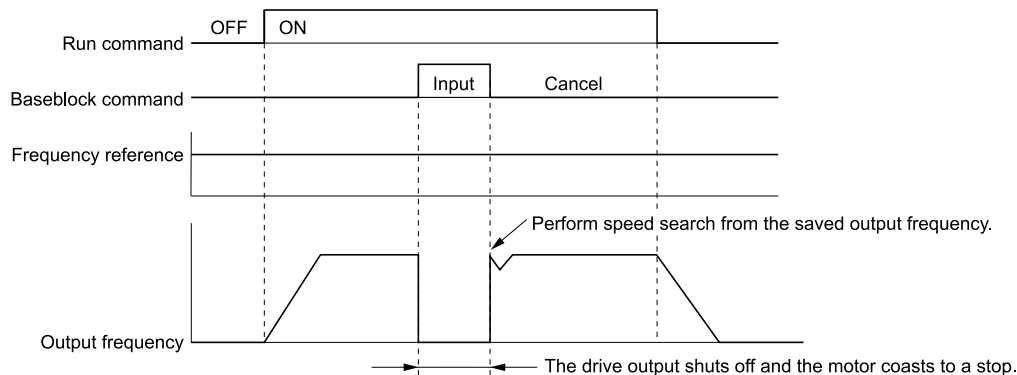 OFF
ON
Run command
Input
Cancel
Baseblock command
Frequency reference
Perform speed search from the saved output frequency.
Output frequency
The drive output shuts off and the motor coasts to a stop.